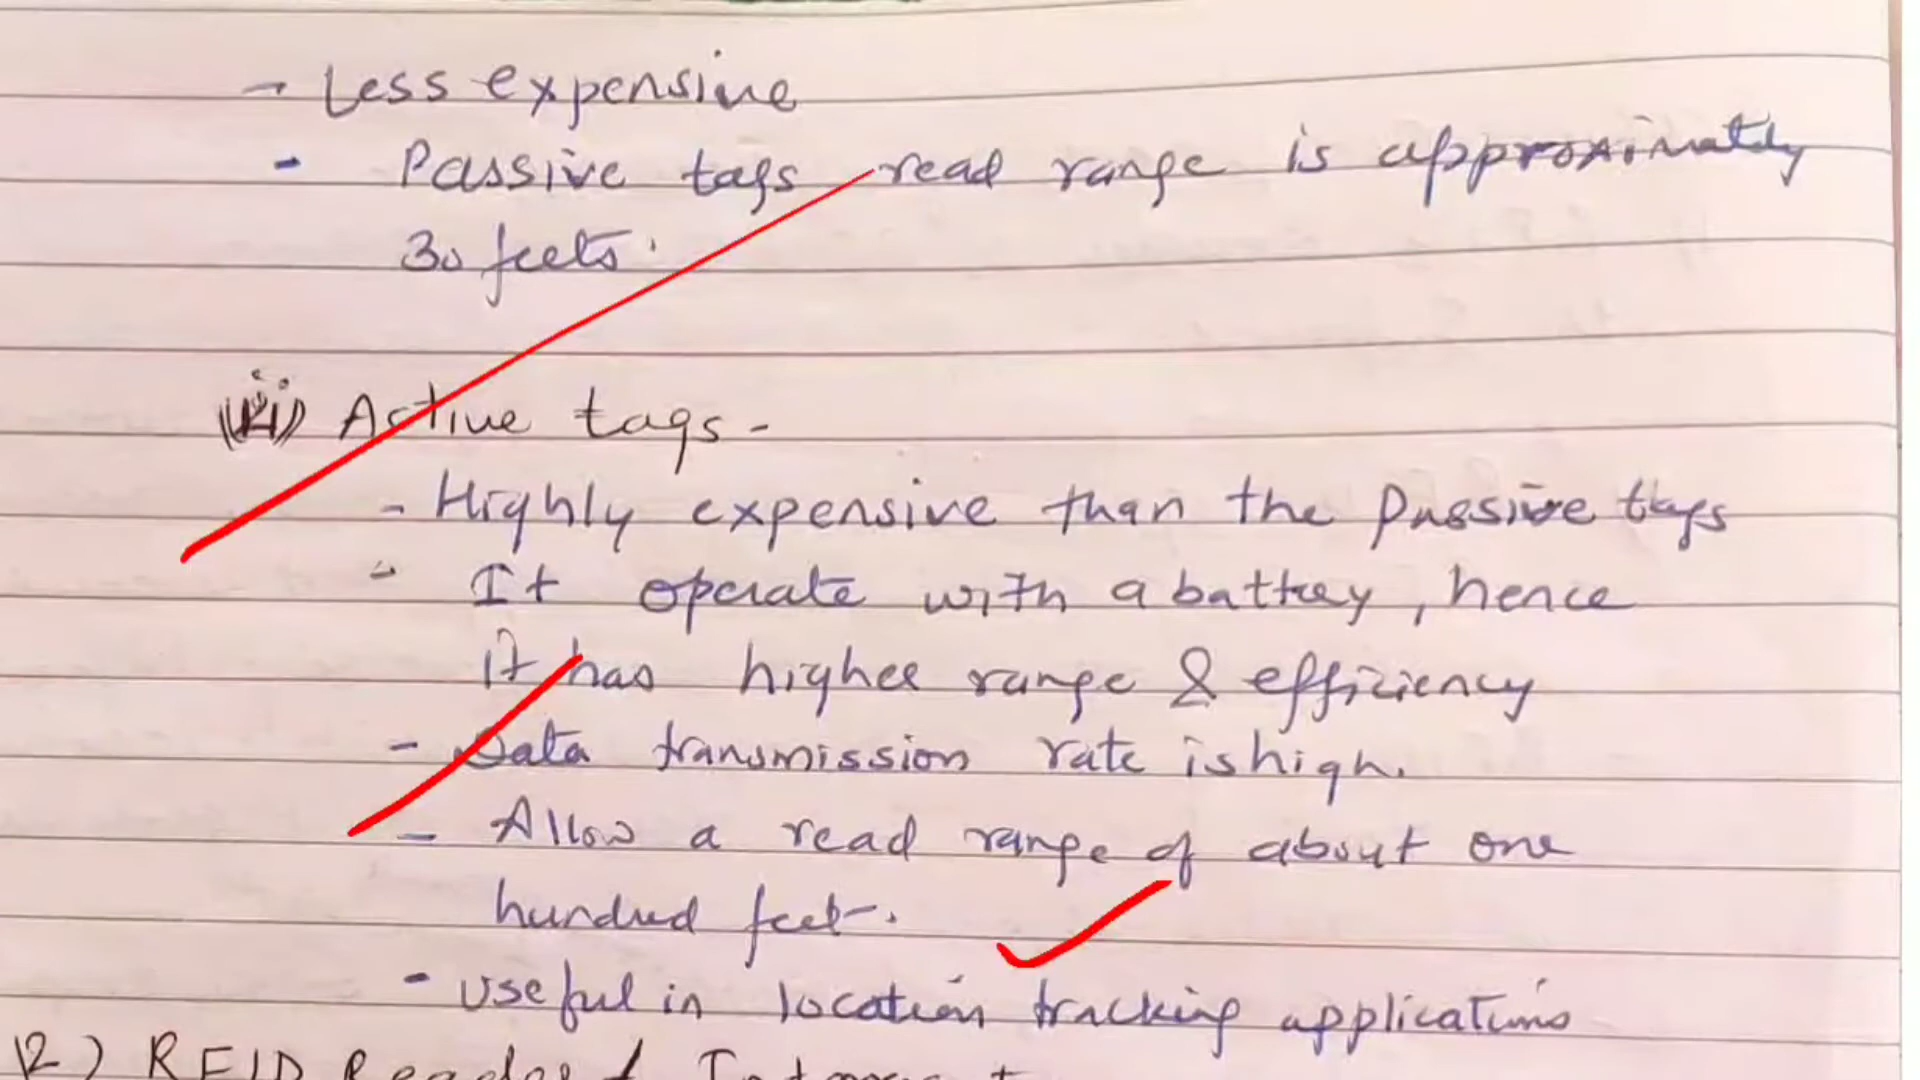 - Less expensive
- Passive tags read range is approximately
30 feets.
(ii) Active tags -
- Highly expensive than the passive tags
- It operate with a battery, hence
it has higher range & efficiency
- Data transmission rate is high.
- Allow a read range of about one
hundred feet.
- useful in location tracking applications
2) RFID Reader /